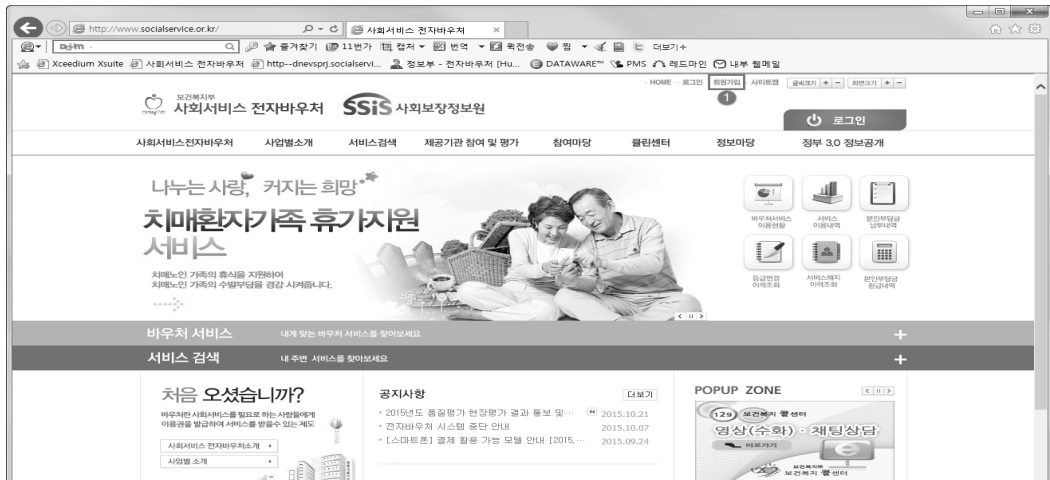 http://www.socialservice.or.kr/
사회서비스 전자바우처
즐겨찾기 11번가 캡처 번역 퀵전송 찜 더보기+
Xceedium Xsuite 사회서비스 전자바우처 http--dnevsprj.socialservi... 정보부 - 전자바우처 [Hu... DATAWARE™ PMS 레드마인 내부 웹메일
HOME 로그인 회원가입 사이트맵 글씨크기 + - 화면크기 + -
1
보건복지부
사회서비스 전자바우처 SSiS 사회보장정보원
로그인
사회서비스전자바우처 사업별소개 서비스검색 제공기관 참여 및 평가 참여마당 클린센터 정보마당 정부 3.0 정보공개
나누는 사랑, 커지는 희망
치매환자가족 휴가지원
서비스
치매노인 가족의 휴식을 지원하여
치매노인 가족의 수발부담을 경감 시켜줍니다.
바우처서비스
이용현황
서비스
이용내역
본인부담금
납부내역
등급변경
이력조회
서비스해지
이력조회
본인부담금
환급내역
바우처 서비스 내게 맞는 바우처 서비스를 찾아보세요 +
서비스 검색 내 주변 서비스를 찾아보세요 +
처음 오셨습니까?
바우처란 사회서비스를 필요로 하는 사람들에게
이용권을 발급하여 서비스를 받을수 있는 제도
사회서비스 전자바우처소개
사업별 소개
공지사항 더보기
2015년도 품질평가 현장평가 결과 통보 및… N 2015.10.21
전자바우처 시스템 중단 안내 2015.10.07
[스마트폰] 결제 활용 가능 모델 안내 [2015,… 2015.09.24
POPUP ZONE
129 보건복지 콜센터
영상(수화) · 채팅상담
바로가기
보건복지부
보건복지 콜센터